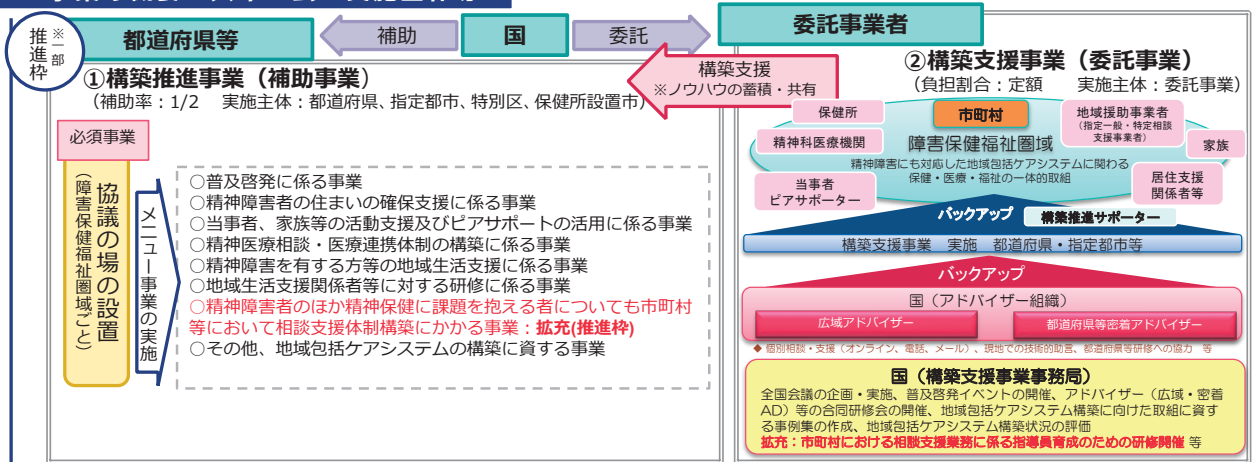 ※一部
推進枠
都道府県等
補助
国
委託
委託事業者
①構築推進事業（補助事業）
（補助率：1/2　実施主体：都道府県、指定都市、特別区、保健所設置市）
構築支援
※ノウハウの蓄積・共有
必須事業
協議の場の設置
（障害保健福祉圏域ごと）
メニュー事業の実施
○普及啓発に係る事業
○精神障害者の住まいの確保支援に係る事業
○当事者、家族等の活動支援及びピアサポートの活用に係る事業
○精神医療相談・医療連携体制の構築に係る事業
○精神障害を有する方等の地域生活支援に係る事業
○地域生活支援関係者等に対する研修に係る事業
○精神障害者のほか精神保健に課題を抱える者についても市町村
等において相談支援体制構築にかかる事業：拡充(推進枠)
○その他、地域包括ケアシステムの構築に資する事業
②構築支援事業（委託事業）
（負担割合：定額　実施主体：委託事業）
保健所
市町村
地域援助事業者
（指定一般・特定相談
支援事業者）
精神科医療機関
障害保健福祉圏域
家族
精神障害にも対応した地域包括ケアシステムに関わる
保健・医療・福祉の一体的取組
当事者
ピアサポーター
居住支援
関係者等
バックアップ
構築推進サポーター
構築支援事業　実施　都道府県・指定都市等
バックアップ
国（アドバイザー組織）
広域アドバイザー
都道府県等密着アドバイザー
◆ 個別相談・支援（オンライン、電話、メール）、現地での技術的助言、都道府県等研修への協力　等
国（構築支援事業事務局）
全国会議の企画・実施、普及啓発イベントの開催、アドバイザー（広域・密着
AD）等の合同研修会の開催、地域包括ケアシステム構築に向けた取組に資す
る事例集の作成、地域包括ケアシステム構築状況の評価
拡充：市町村における相談支援業務に係る指導員育成のための研修開催 等